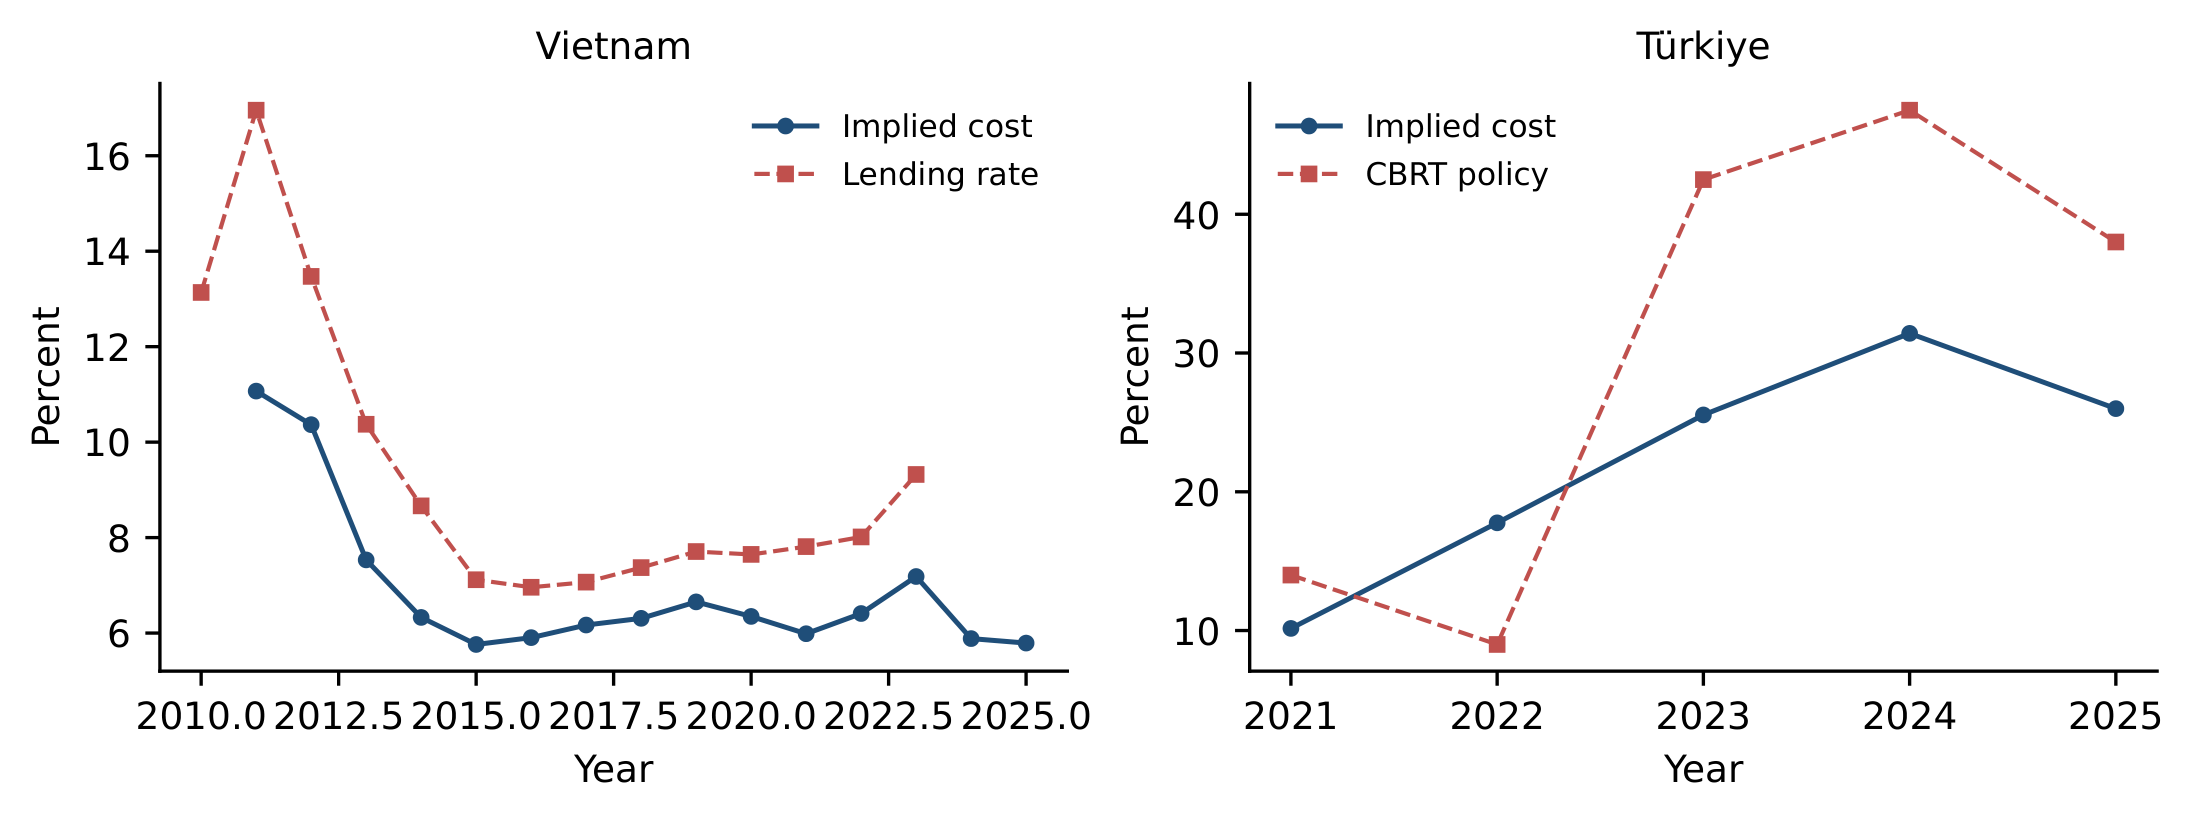 Vietnam
Implied cost
Lending rate
Percent
16
14
12
10
8
6
2010.0 2012.5 2015.0 2017.5 2020.0 2022.5 2025.0
Year
Türkiye
Implied cost
CBRT policy
Percent
40
30
20
10
2021 2022 2023 2024 2025
Year